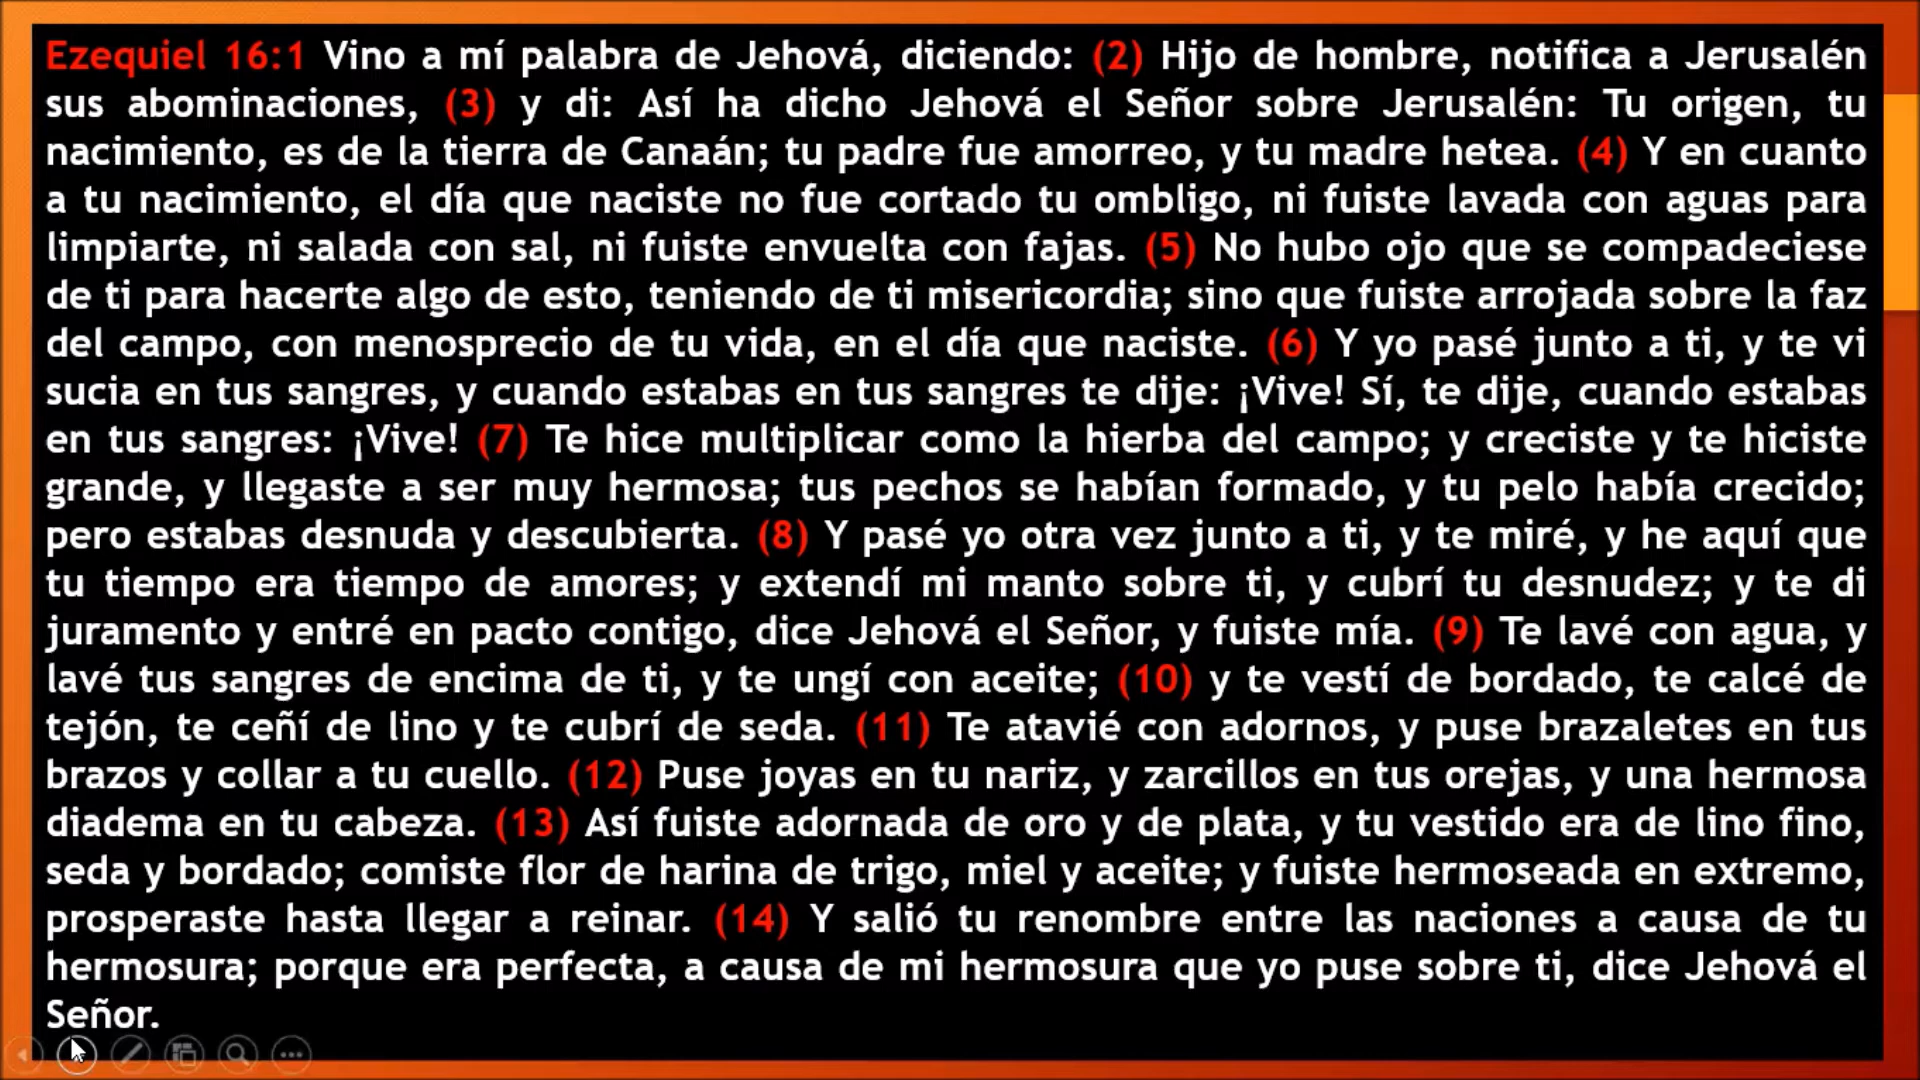 Ezequiel 16:1 Vino a mí palabra de Jehová, diciendo: (2) Hijo de hombre, notifica a Jerusalén
sus abominaciones, (3) y di: Así ha dicho Jehová el Señor sobre Jerusalén: Tu origen, tu
nacimiento, es de la tierra de Canaán; tu padre fue amorreo, y tu madre hetea. (4) Y en cuanto
a tu nacimiento, el día que naciste no fue cortado tu ombligo, ni fuiste lavada con aguas para
limpiarte, ni salada con sal, ni fuiste envuelta con fajas. (5) No hubo ojo que se compadeciese
de ti para hacerte algo de esto, teniendo de ti misericordia; sino que fuiste arrojada sobre la faz
del campo, con menosprecio de tu vida, en el día que naciste. (6) Y yo pasé junto a ti, y te vi
sucia en tus sangres, y cuando estabas en tus sangres te dije: ¡Vive! Sí, te dije, cuando estabas
en tus sangres: ¡Vive! (7) Te hice multiplicar como la hierba del campo; y creciste y te hiciste
grande, y llegaste a ser muy hermosa; tus pechos se habían formado, y tu pelo había crecido;
pero estabas desnuda y descubierta. (8) Y pasé yo otra vez junto a ti, y te miré, y he aquí que
tu tiempo era tiempo de amores; y extendí mi manto sobre ti, y cubrí tu desnudez; y te di
juramento y entré en pacto contigo, dice Jehová el Señor, y fuiste mía. (9) Te lavé con agua, y
lavé tus sangres de encima de ti, y te ungí con aceite; (10) y te vestí de bordado, te calcé de
tejón, te ceñí de lino y te cubrí de seda. (11) Te atavié con adornos, y puse brazaletes en tus
brazos y collar a tu cuello. (12) Puse joyas en tu nariz, y zarcillos en tus orejas, y una hermosa
diadema en tu cabeza. (13) Así fuiste adornada de oro y de plata, y tu vestido era de lino fino,
seda y bordado; comiste flor de harina de trigo, miel y aceite; y fuiste hermoseada en extremo,
prosperaste hasta llegar a reinar. (14) Y salió tu renombre entre las naciones a causa de tu
hermosura; porque era perfecta, a causa de mi hermosura que yo puse sobre ti, dice Jehová el
Señor.